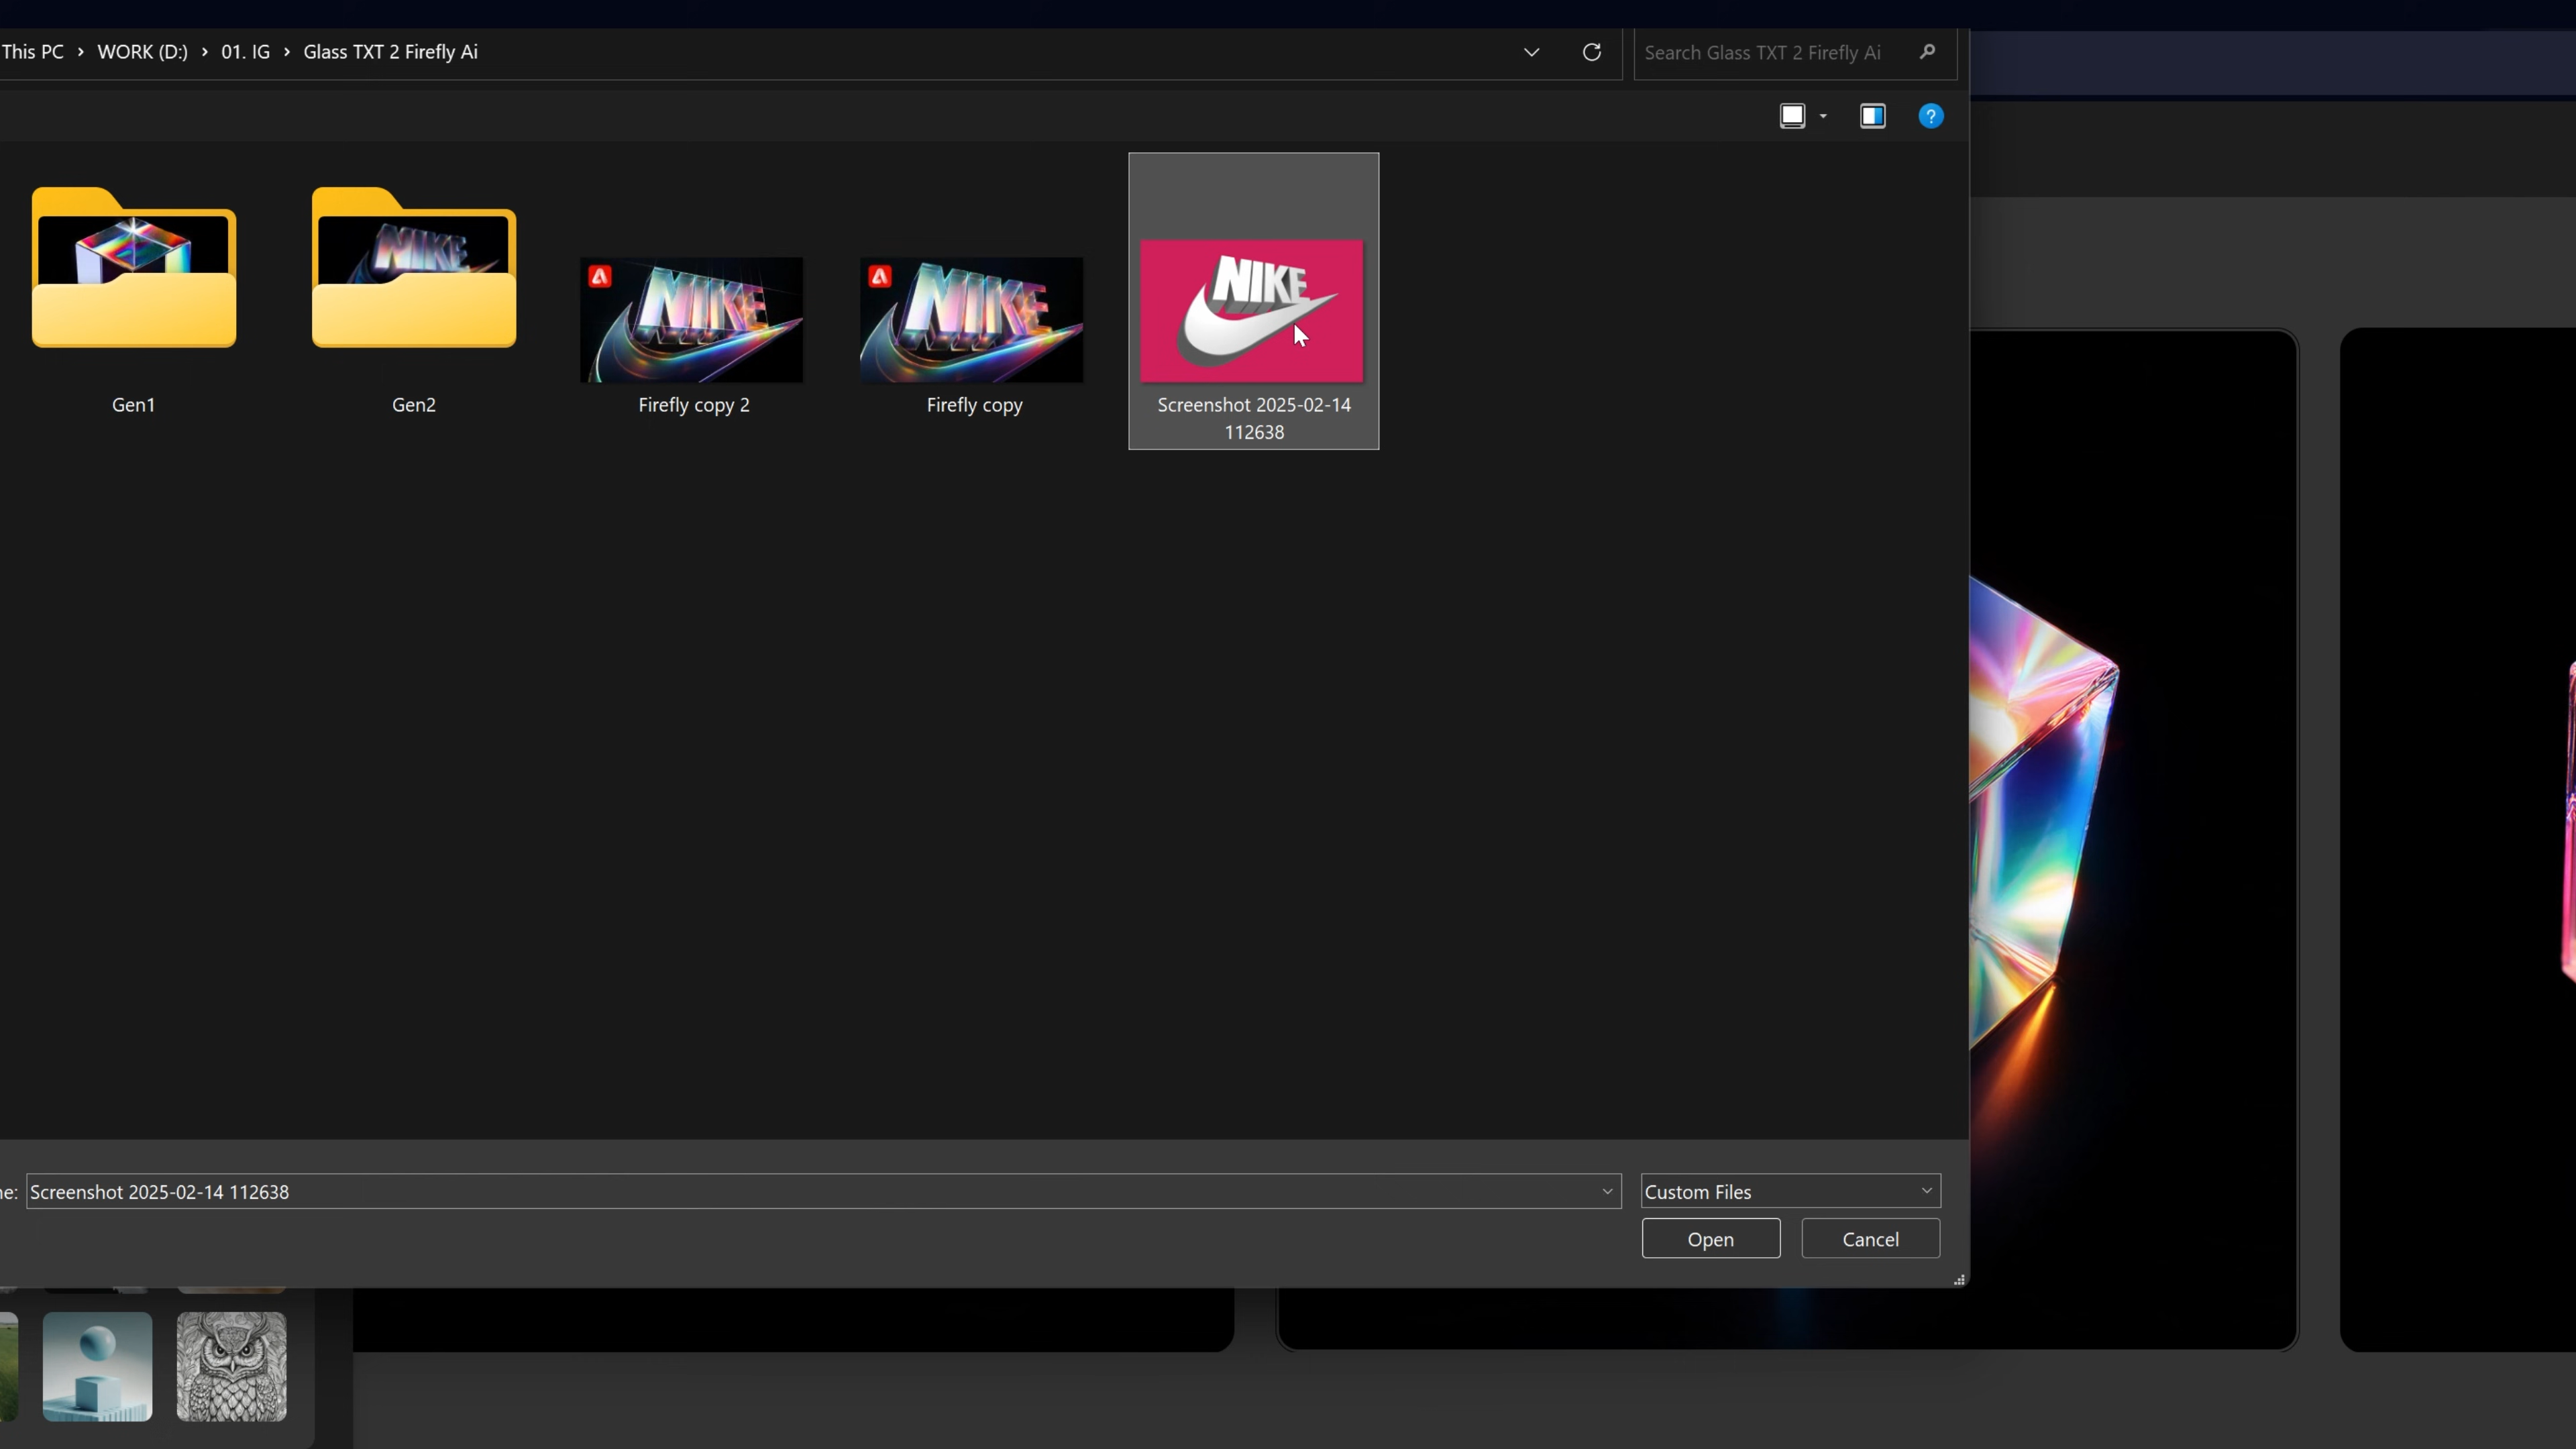 This PC > WORK (D:) > 01. IG > Glass TXT 2 Firefly Ai
Search Glass TXT 2 Firefly Ai
?
NIKE
NIKE
NIKE
NIKE
Gen1
Gen2
Firefly copy 2
Firefly copy
Screenshot 2025-02-14
112638
Screenshot 2025-02-14 112638
Custom Files
Open
Cancel